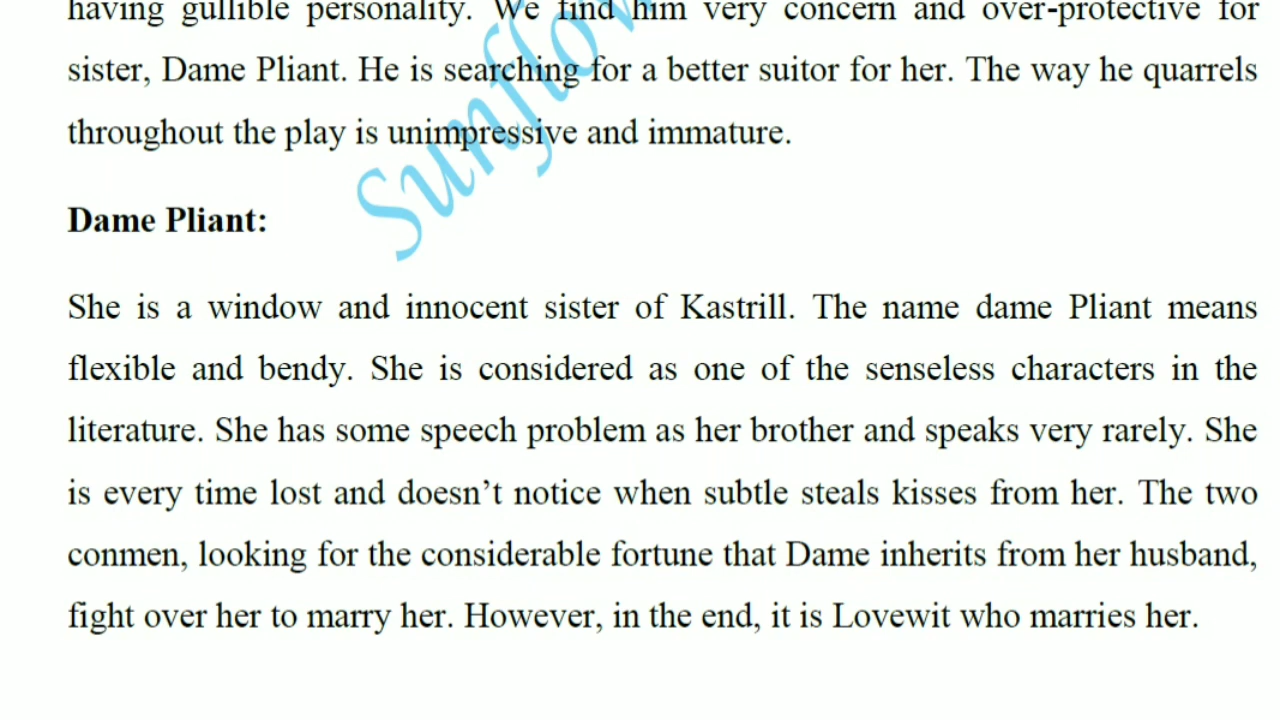 having gullible personality. We find him very concern and over-protective for
sister, Dame Pliant. He is searching for a better suitor for her. The way he quarrels
throughout the play is unimpressive and immature.
Sunflow
Dame Pliant:
She is a window and innocent sister of Kastrill. The name dame Pliant means
flexible and bendy. She is considered as one of the senseless characters in the
literature. She has some speech problem as her brother and speaks very rarely. She
is every time lost and doesn’t notice when subtle steals kisses from her. The two
conmen, looking for the considerable fortune that Dame inherits from her husband,
fight over her to marry her. However, in the end, it is Lovewit who marries her.